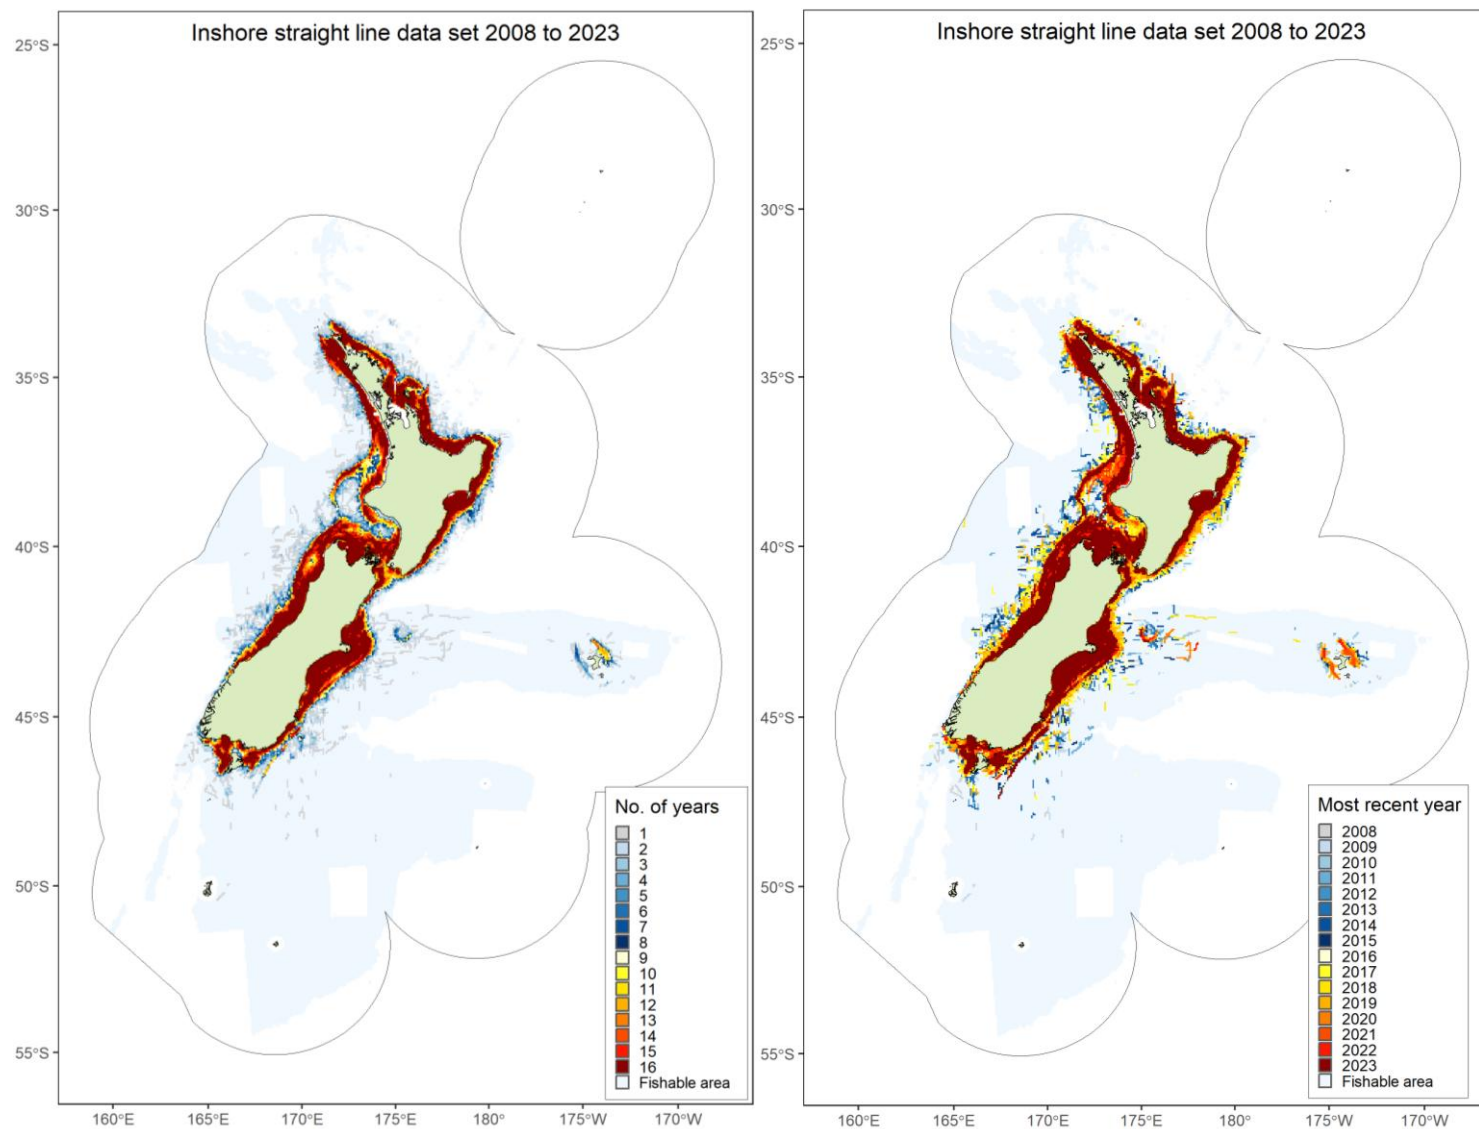 Inshore straight line data set 2008 to 2023
25°S
30°S
35°S
40°S
45°S
50°S
55°S
160°E
165°E
170°E
175°E
180°
175°W
170°W
No. of years
1
2
3
4
5
6
7
8
9
10
11
12
13
14
15
16
Fishable area
Inshore straight line data set 2008 to 2023
25°S
30°S
35°S
40°S
45°S
50°S
55°S
160°E
165°E
170°E
175°E
180°
175°W
170°W
Most recent year
2008
2009
2010
2011
2012
2013
2014
2015
2016
2017
2018
2019
2020
2021
2022
2023
Fishable area